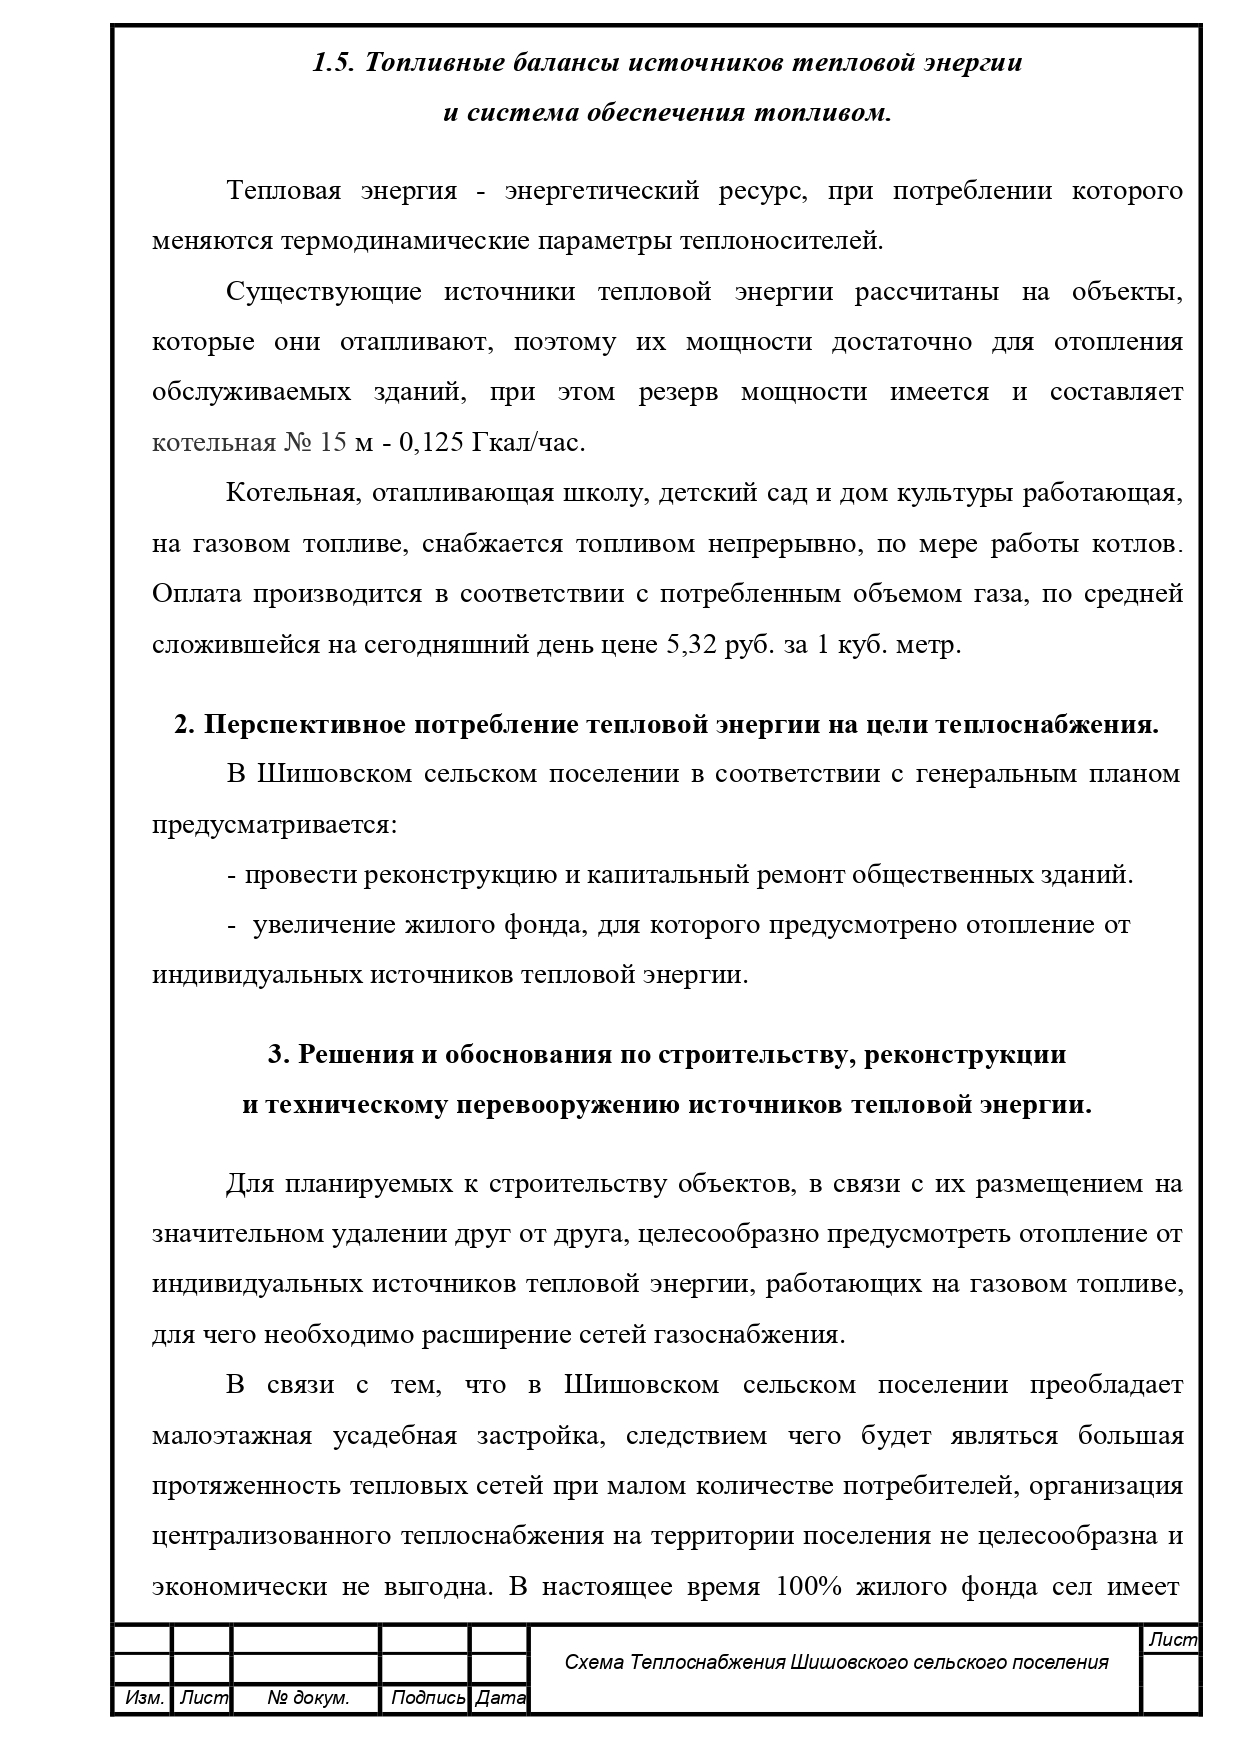 1.5. Топливные балансы источников тепловой энергии
и система обеспечения топливом.
Тепловая энергия - энергетический ресурс, при потреблении которого
меняются термодинамические параметры теплоносителей.
Существующие источники тепловой энергии рассчитаны на объекты,
которые они отапливают, поэтому их мощности достаточно для отопления
обслуживаемых зданий, при этом резерв мощности имеется и составляет
котельная № 15 м - 0,125 Гкал/час.
Котельная, отапливающая школу, детский сад и дом культуры работающая,
на газовом топливе, снабжается топливом непрерывно, по мере работы котлов.
Оплата производится в соответствии с потребленным объемом газа, по средней
сложившейся на сегодняшний день цене 5,32 руб. за 1 куб. метр.
2. Перспективное потребление тепловой энергии на цели теплоснабжения.
В Шишовском сельском поселении в соответствии с генеральным планом
предусматривается:
- провести реконструкцию и капитальный ремонт общественных зданий.
- увеличение жилого фонда, для которого предусмотрено отопление от
индивидуальных источников тепловой энергии.
3. Решения и обоснования по строительству, реконструкции
и техническому перевооружению источников тепловой энергии.
Для планируемых к строительству объектов, в связи с их размещением на
значительном удалении друг от друга, целесообразно предусмотреть отопление от
индивидуальных источников тепловой энергии, работающих на газовом топливе,
для чего необходимо расширение сетей газоснабжения.
В связи с тем, что в Шишовском сельском поселении преобладает
малоэтажная усадебная застройка, следствием чего будет являться большая
протяженность тепловых сетей при малом количестве потребителей, организация
централизованного теплоснабжения на территории поселения не целесообразна и
экономически не выгодна. В настоящее время 100% жилого фонда сел имеет
Лист
Схема Теплоснабжения Шишовского сельского поселения
Изм. Лист № докум. Подпись Дата